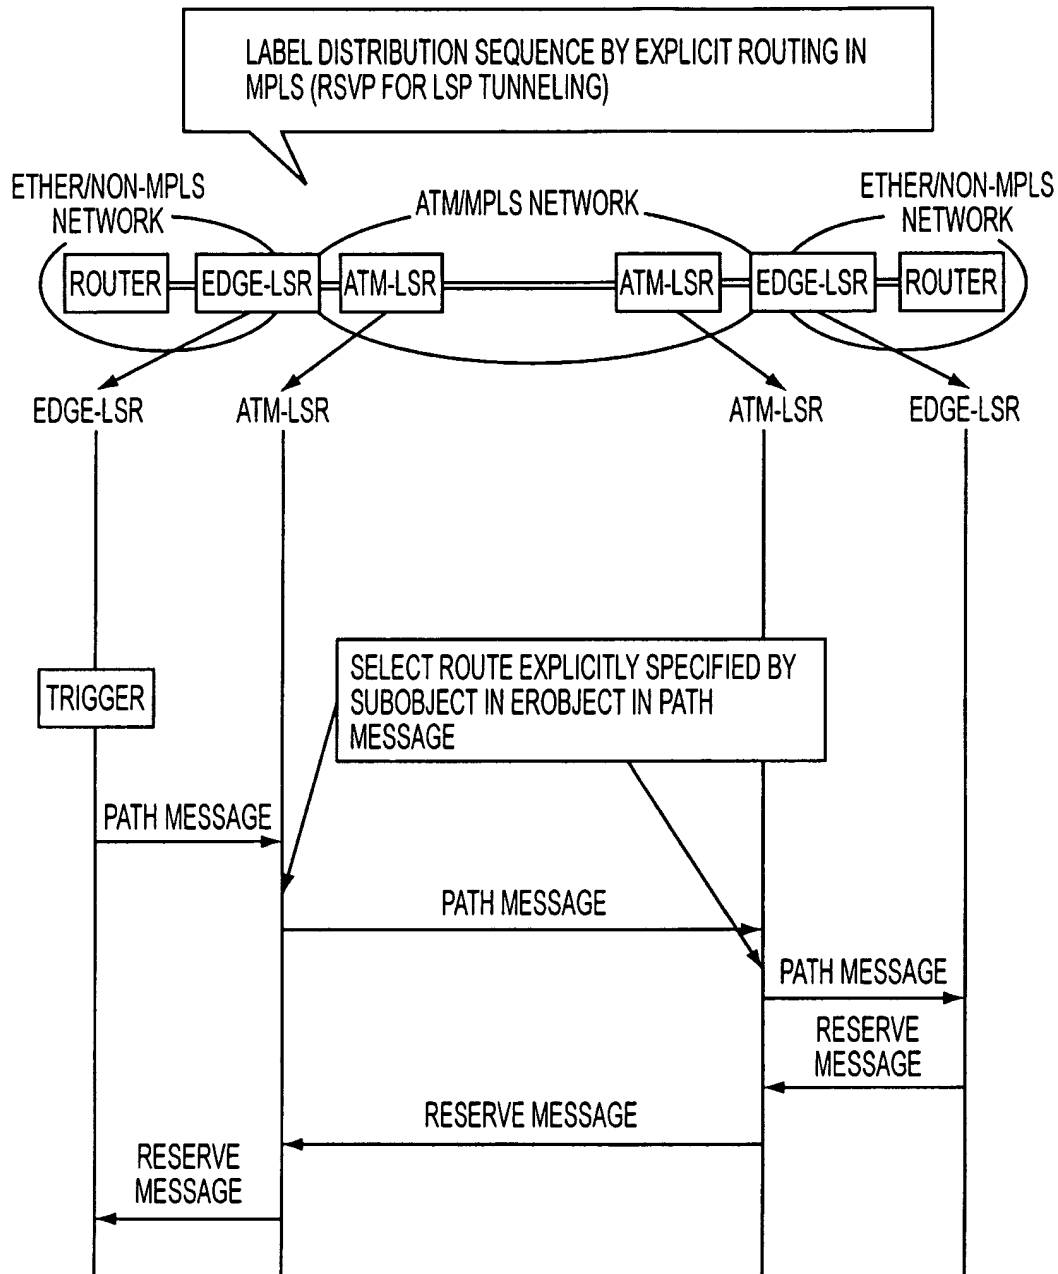 LABEL DISTRIBUTION SEQUENCE BY EXPLICIT ROUTING IN
MPLS (RSVP FOR LSP TUNNELING)
ETHER/NON-MPLS
NETWORK
ATM/MPLS NETWORK
ETHER/NON-MPLS
NETWORK
ROUTER
EDGE-LSR
ATM-LSR
ATM-LSR
EDGE-LSR
ROUTER
EDGE-LSR
ATM-LSR
ATM-LSR
EDGE-LSR
SELECT ROUTE EXPLICITLY SPECIFIED BY
SUBOBJECT IN EROBJECT IN PATH
MESSAGE
TRIGGER
PATH MESSAGE
PATH MESSAGE
PATH MESSAGE
RESERVE
MESSAGE
RESERVE MESSAGE
RESERVE
MESSAGE